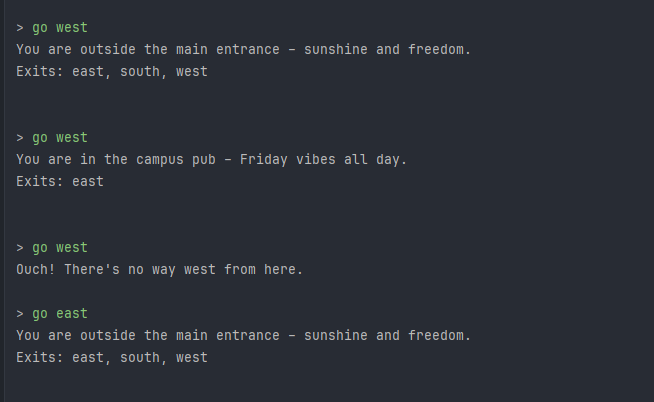 > go west
You are outside the main entrance – sunshine and freedom.
Exits: east, south, west
> go west
You are in the campus pub – Friday vibes all day.
Exits: east
> go west
Ouch! There's no way west from here.
> go east
You are outside the main entrance – sunshine and freedom.
Exits: east, south, west